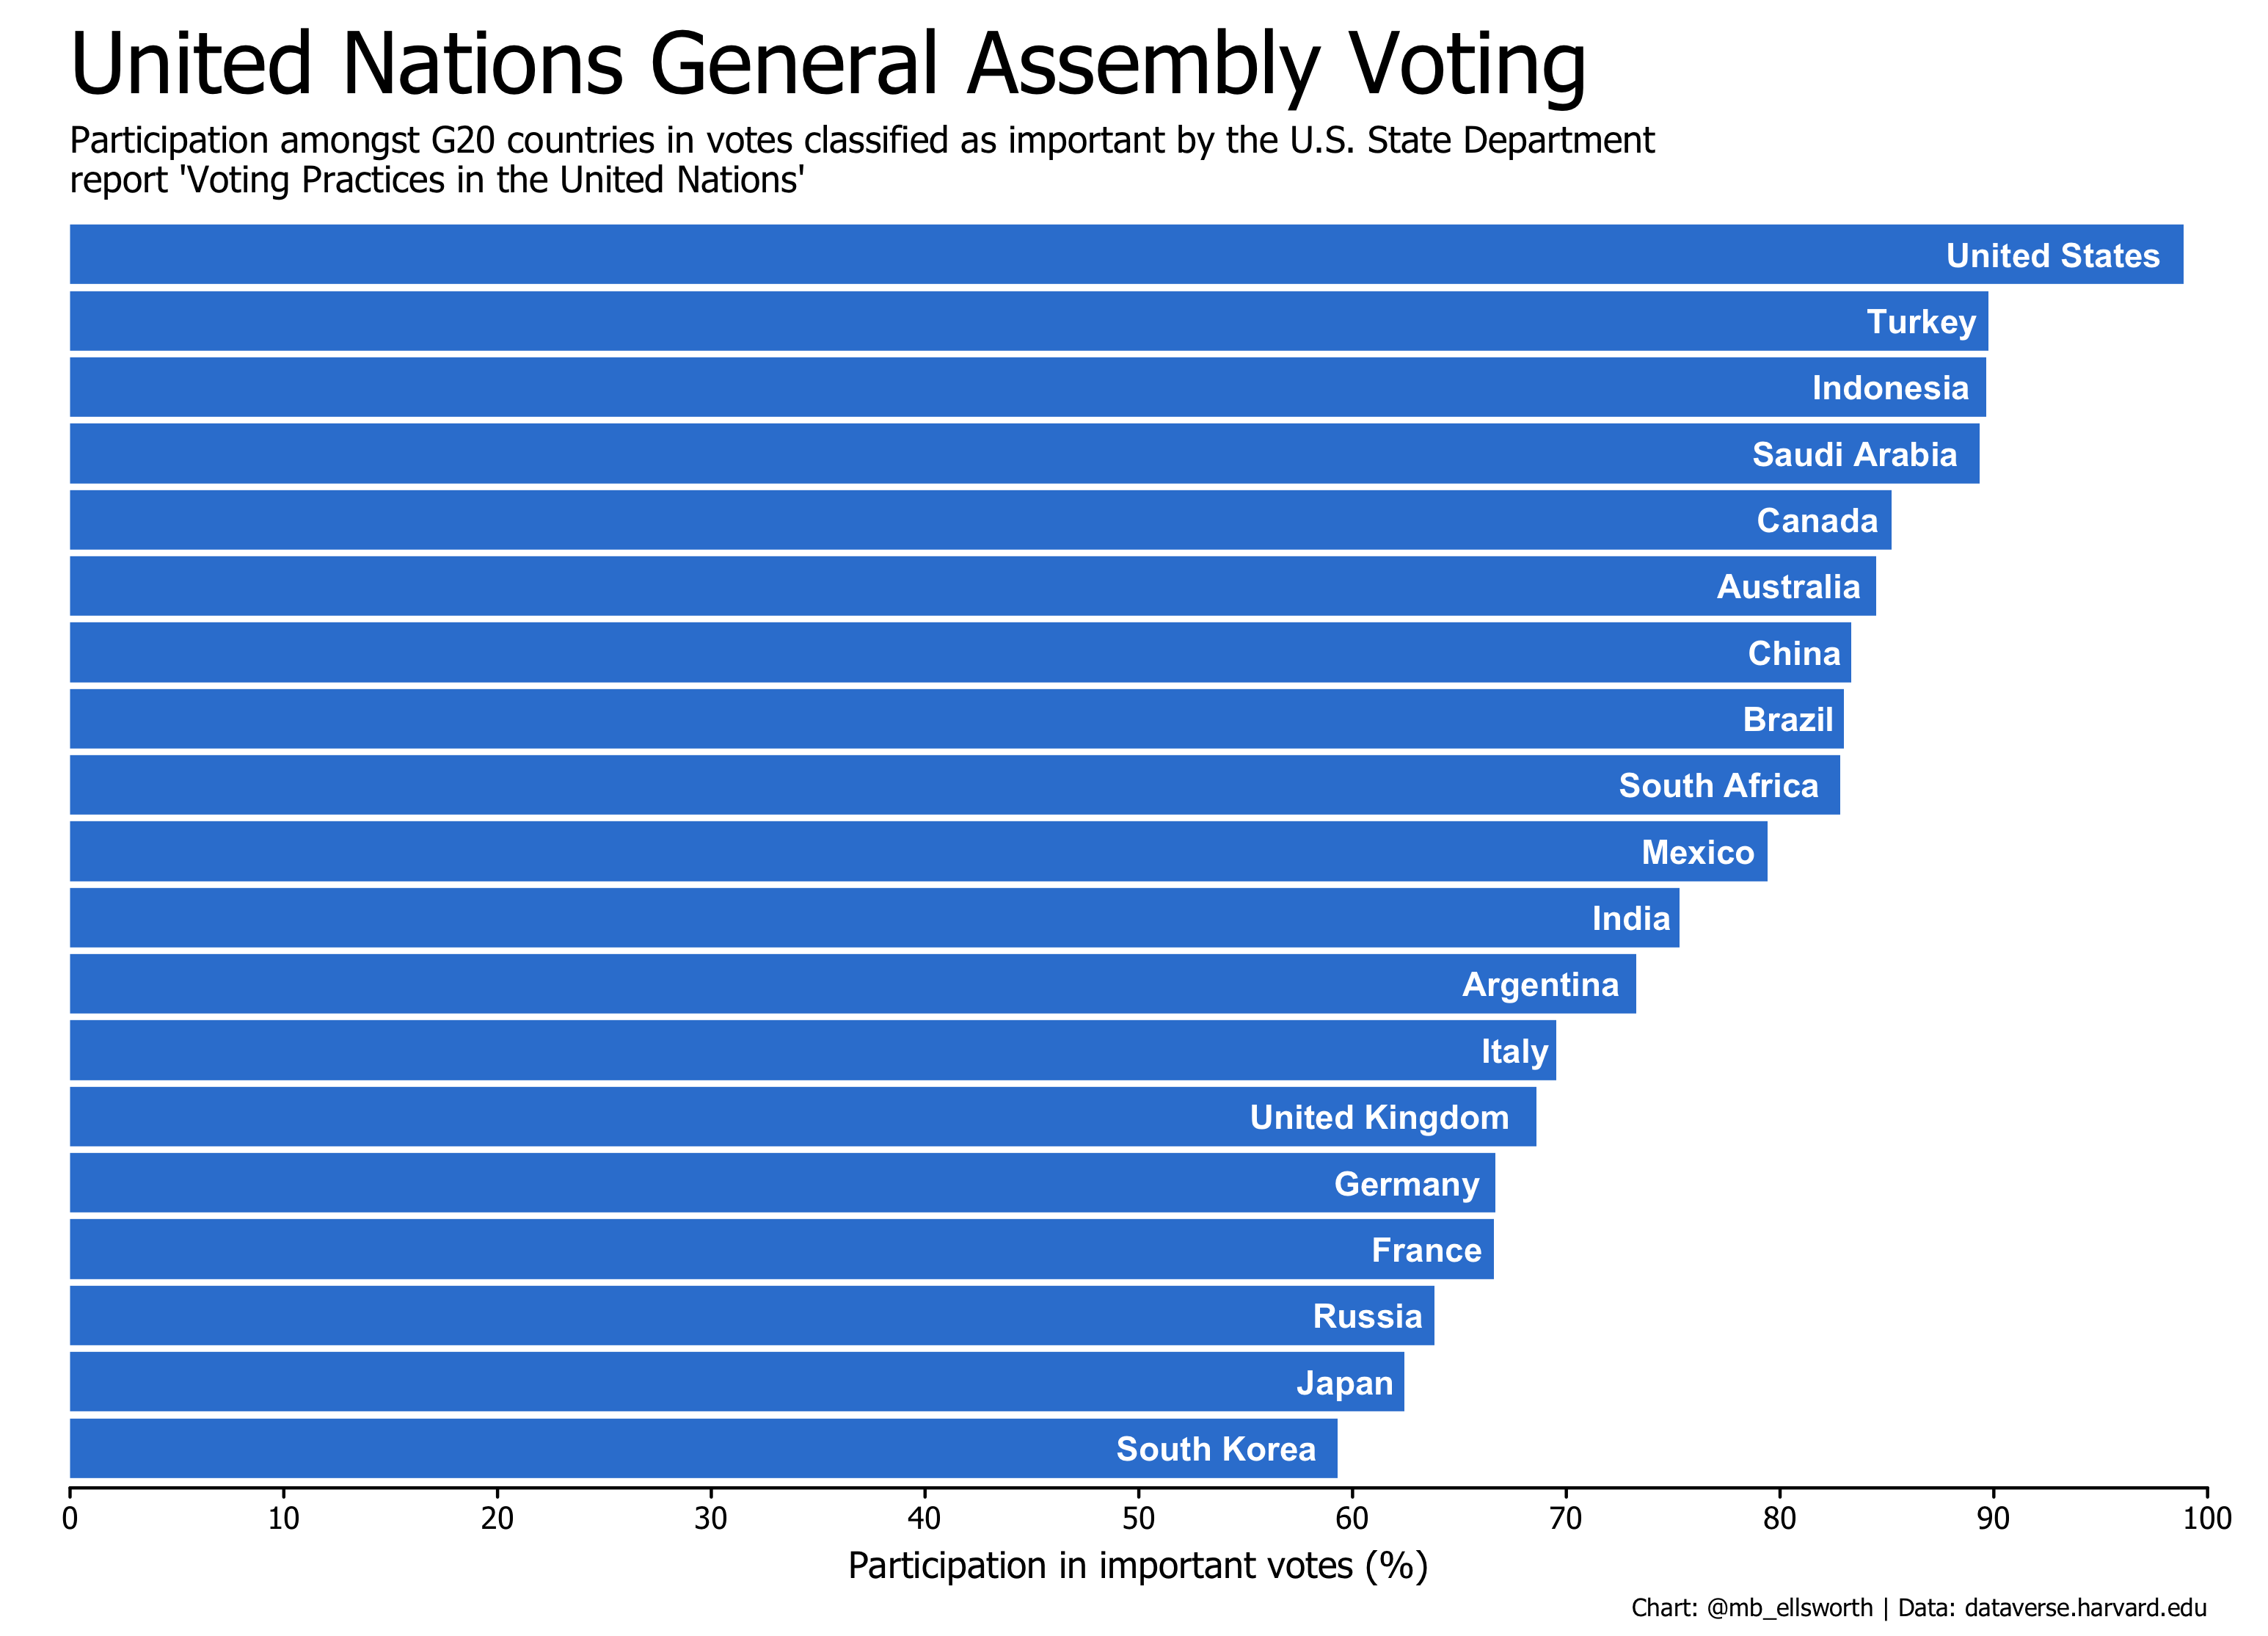 United Nations General Assembly Voting
Participation amongst G20 countries in votes classified as important by the U.S. State Department
report 'Voting Practices in the United Nations'
United States
Turkey
Indonesia
Saudi Arabia
Canada
Australia
China
Brazil
South Africa
Mexico
India
Argentina
Italy
United Kingdom
Germany
France
Russia
Japan
South Korea
0 10 20 30 40 50 60 70 80 90 100
Participation in important votes (%)
Chart: @mb_ellsworth | Data: dataverse.harvard.edu